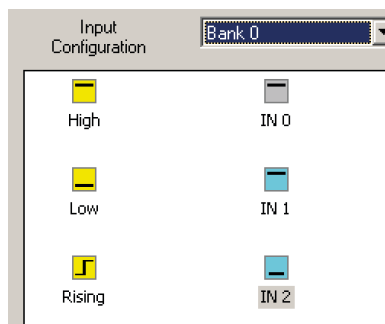 Input
Configuration
Bank 0
High
IN 0
Low
IN 1
Rising
IN 2